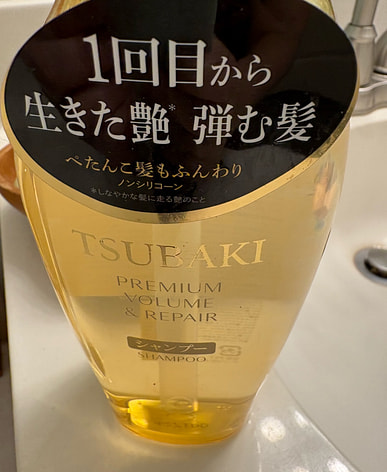 1回目から
生きた艶* 弾む髪
ぺたんこ髪もふんわり
ノンシリコーン
*しなやかな髪に走る艶のこと
TSUBAKI
PREMIUM
VOLUME
& REPAIR
シャンプー
SHAMPOO